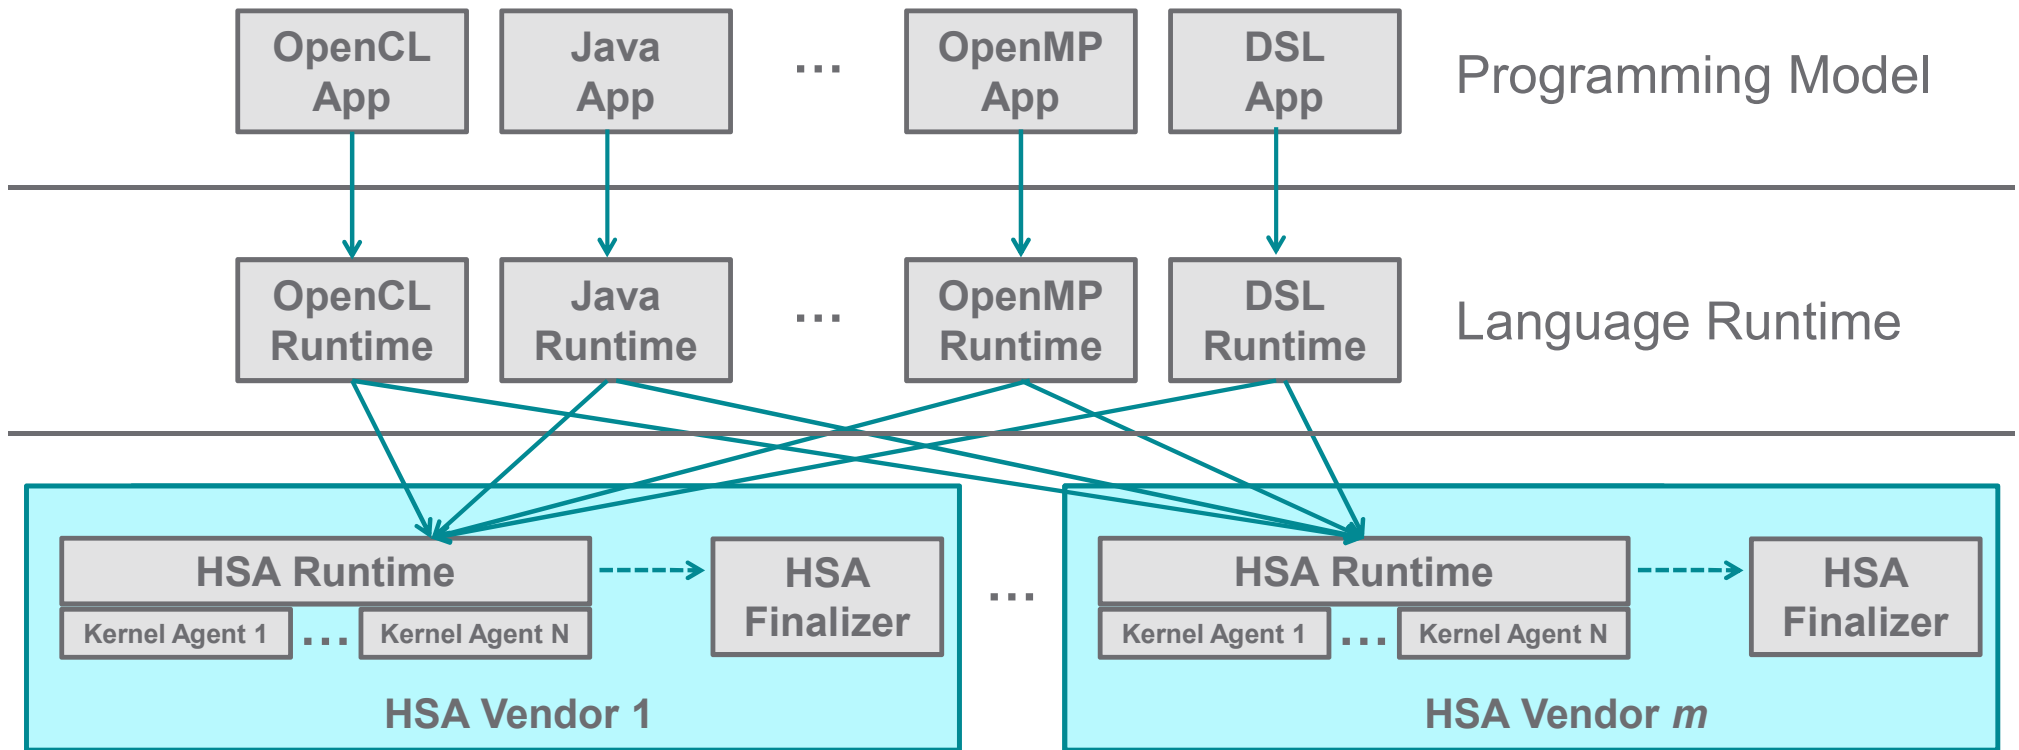 OpenCL
App
Java
App
...
OpenMP
App
DSL
App
Programming Model
OpenCL
Runtime
Java
Runtime
...
OpenMP
Runtime
DSL
Runtime
Language Runtime
HSA Runtime
Kernel Agent 1
...
Kernel Agent N
HSA
Finalizer
HSA Vendor 1
...
HSA Runtime
Kernel Agent 1
...
Kernel Agent N
HSA
Finalizer
HSA Vendor m